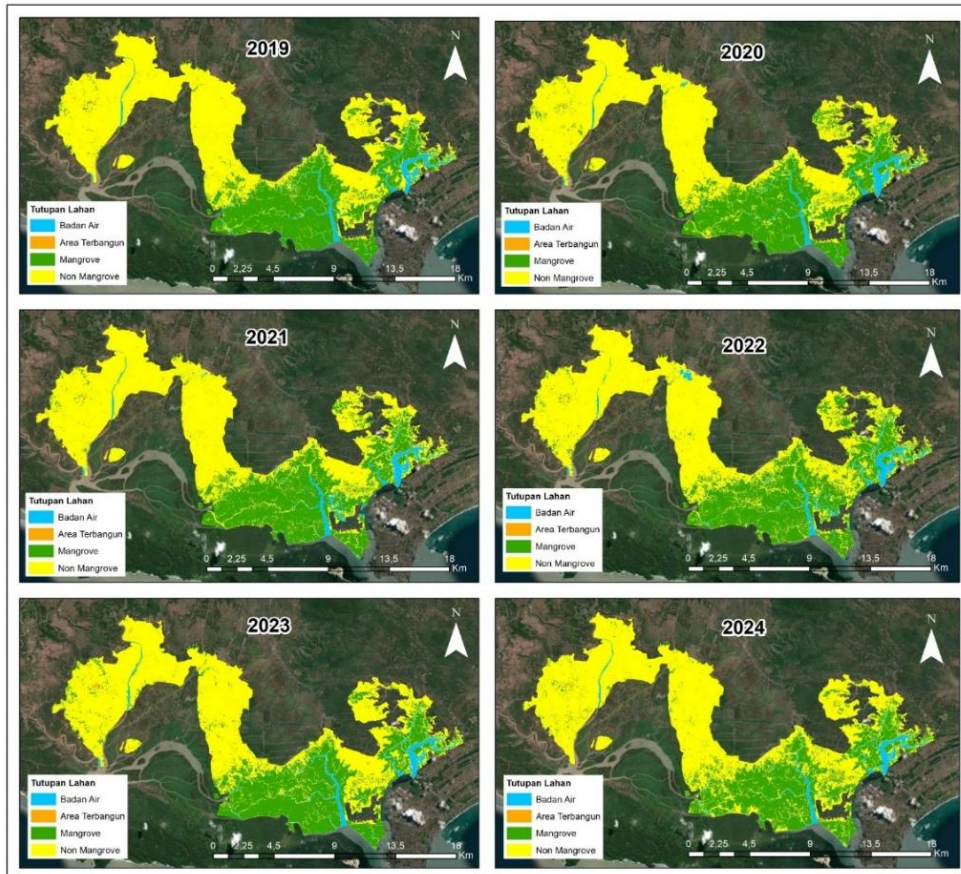 2019
N
Tutupan Lahan
Badan Air
Area Terbangun
Mangrove
Non Mangrove
0 2,25 4,5 9 13,5 18
Km
2020
N
Tutupan Lahan
Badan Air
Area Terbangun
Mangrove
Non Mangrove
0 2,25 4,5 9 13,5 18
Km
2021
N
Tutupan Lahan
Badan Air
Area Terbangun
Mangrove
Non Mangrove
0 2,25 4,5 9 13,5 18
Km
2022
N
Tutupan Lahan
Badan Air
Area Terbangun
Mangrove
Non Mangrove
0 2,25 4,5 9 13,5 18
Km
2023
N
Tutupan Lahan
Badan Air
Area Terbangun
Mangrove
Non Mangrove
0 2,25 4,5 9 13,5 18
Km
2024
N
Tutupan Lahan
Badan Air
Area Terbangun
Mangrove
Non Mangrove
0 2,25 4,5 9 13,5 18
Km